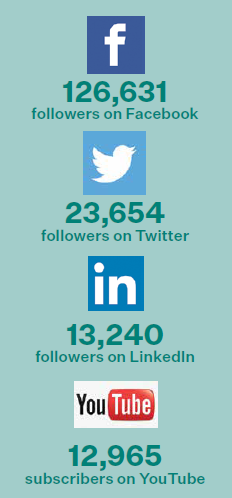 f
126,631
followers on Facebook
23,654
followers on Twitter
in
13,240
followers on LinkedIn
YouTube
12,965
subscribers on YouTube